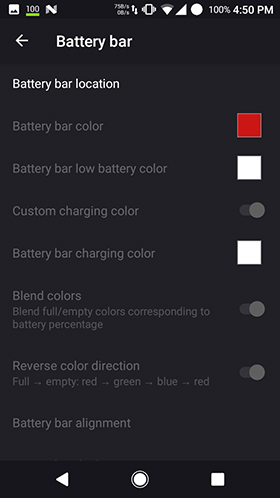 100 N 75B/s 0B/s 100% 4:50 PM
Battery bar
Battery bar location
Battery bar color
Battery bar low battery color
Custom charging color
Battery bar charging color
Blend colors
Blend full/empty colors corresponding to
battery percentage
Reverse color direction
Full → empty: red → green → blue → red
Battery bar alignment